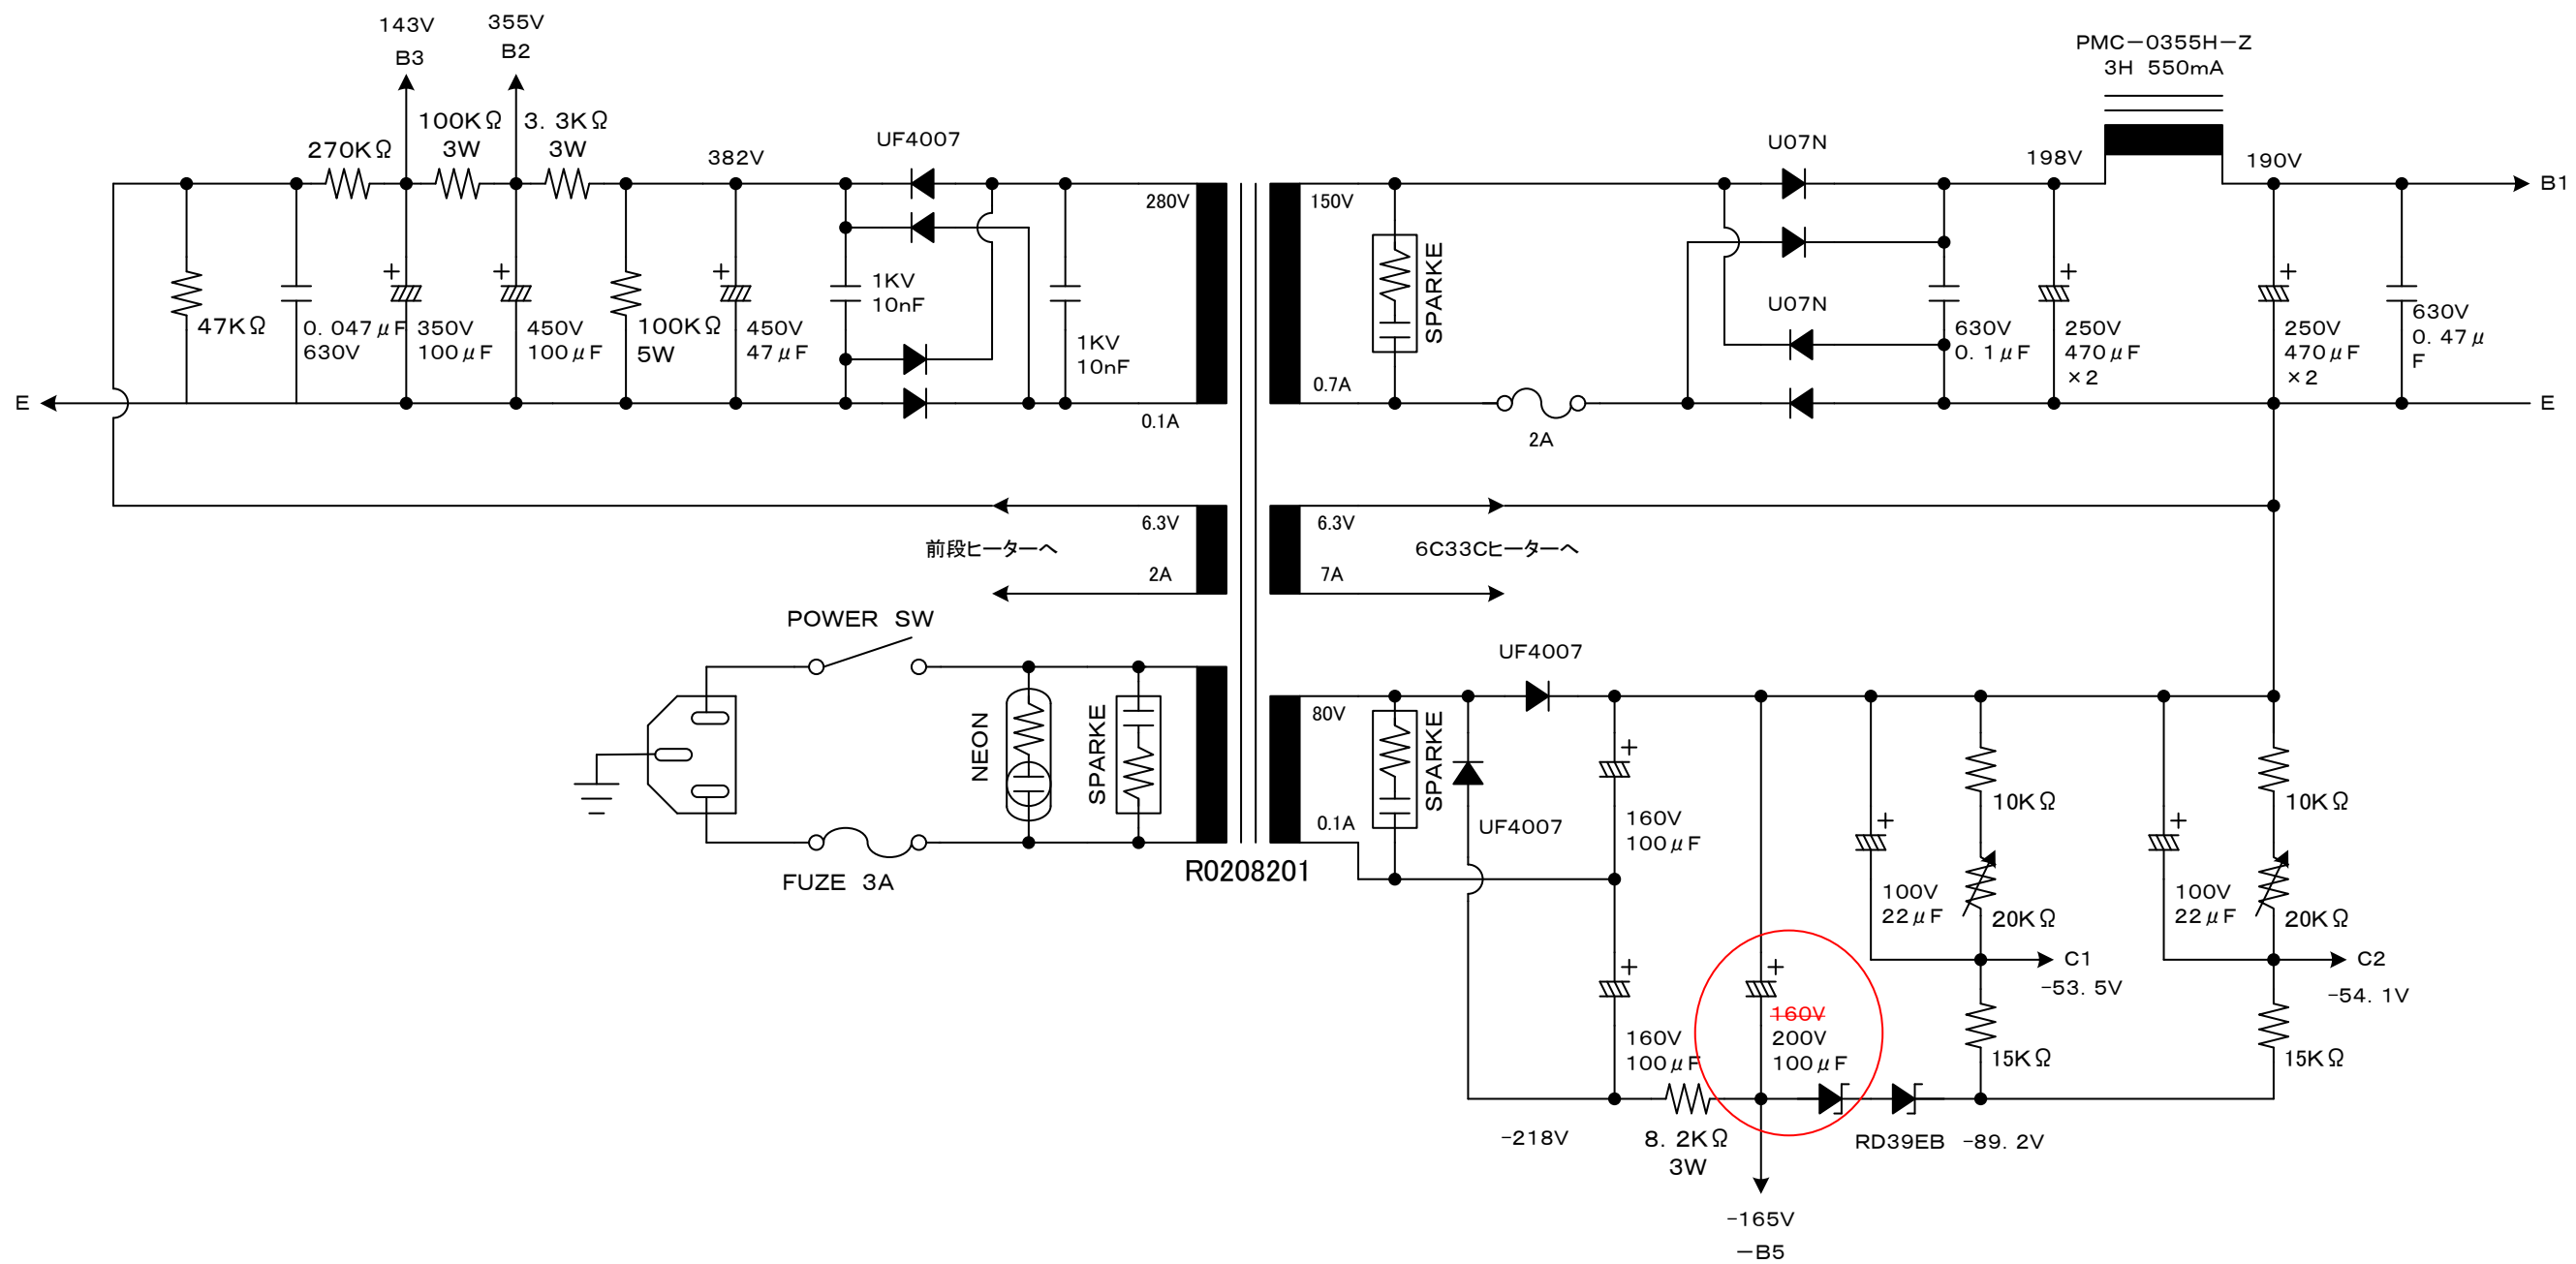 143V
B3
355V
B2
PMC-0355H-Z
3H 550mA
270KΩ
100KΩ
3W
3. 3KΩ
3W
382V
UF4007
280V
150V
U07N
198V
190V
B1
SPARKE
U07N
47KΩ
0. 047μF
630V
350V
100μF
450V
100μF
100KΩ
5W
450V
47μF
1KV
10nF
1KV
10nF
630V
0. 1μF
250V
470μF
×2
250V
470μF
×2
630V
0. 47μ
F
E
0.1A
0.7A
2A
E
6.3V
前段ヒーターへ
2A
6.3V
6C33Cヒーターへ
7A
POWER SW
NEON
SPARKE
FUZE 3A
R0208201
80V
0.1A
SPARKE
UF4007
UF4007
160V
100μF
160V
100μF
160V
200V
100μF
100V
22μF
10KΩ
20KΩ
C1
-53. 5V
15KΩ
100V
22μF
10KΩ
20KΩ
C2
-54. 1V
15KΩ
-218V
8. 2KΩ
3W
RD39EB
-89. 2V
-165V
-B5